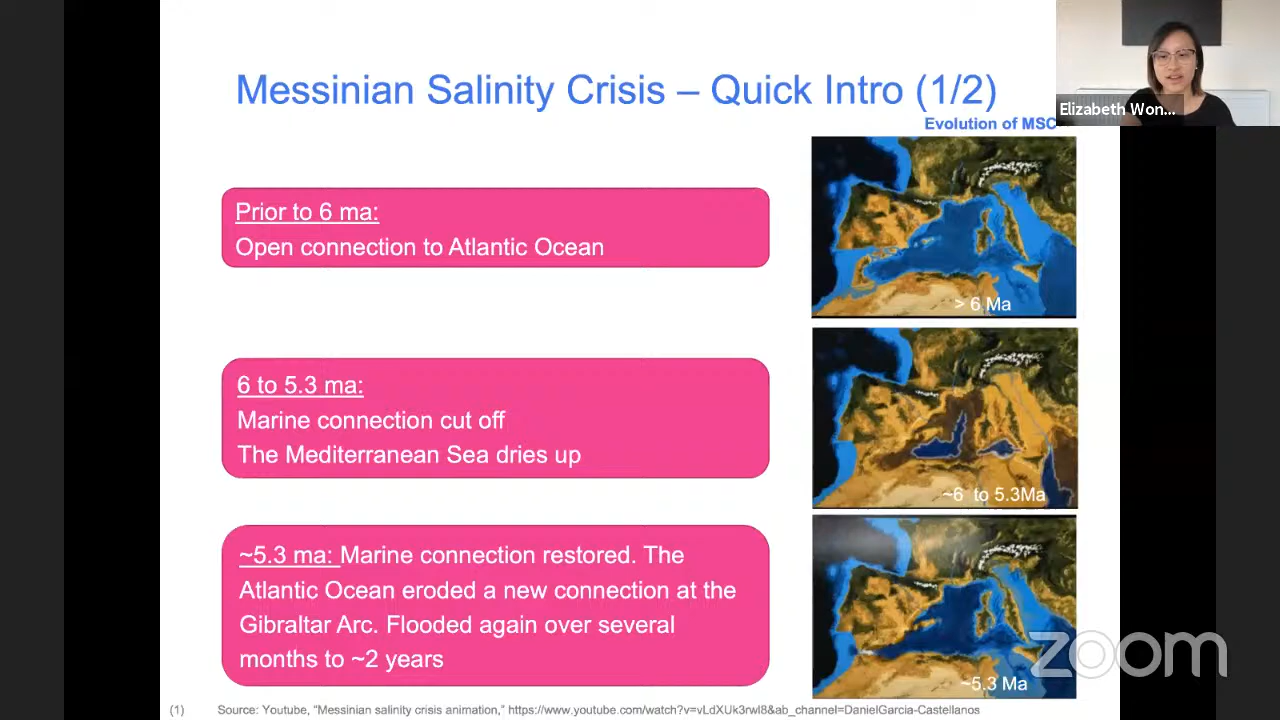 Messinian Salinity Crisis – Quick Intro (1/2)
Elizabeth Won...
Evolution of MSC
Prior to 6 ma:
Open connection to Atlantic Ocean
> 6 Ma
6 to 5.3 ma:
Marine connection cut off
The Mediterranean Sea dries up
~6 to 5.3Ma
~5.3 ma: Marine connection restored. The
Atlantic Ocean eroded a new connection at the
Gibraltar Arc. Flooded again over several
months to ~2 years
~5.3 Ma
zoom
(1) Source: Youtube, “Messinian salinity crisis animation,” https://www.youtube.com/watch?v=vLdXUk3rwI8&ab_channel=DanielGarcia-Castellanos